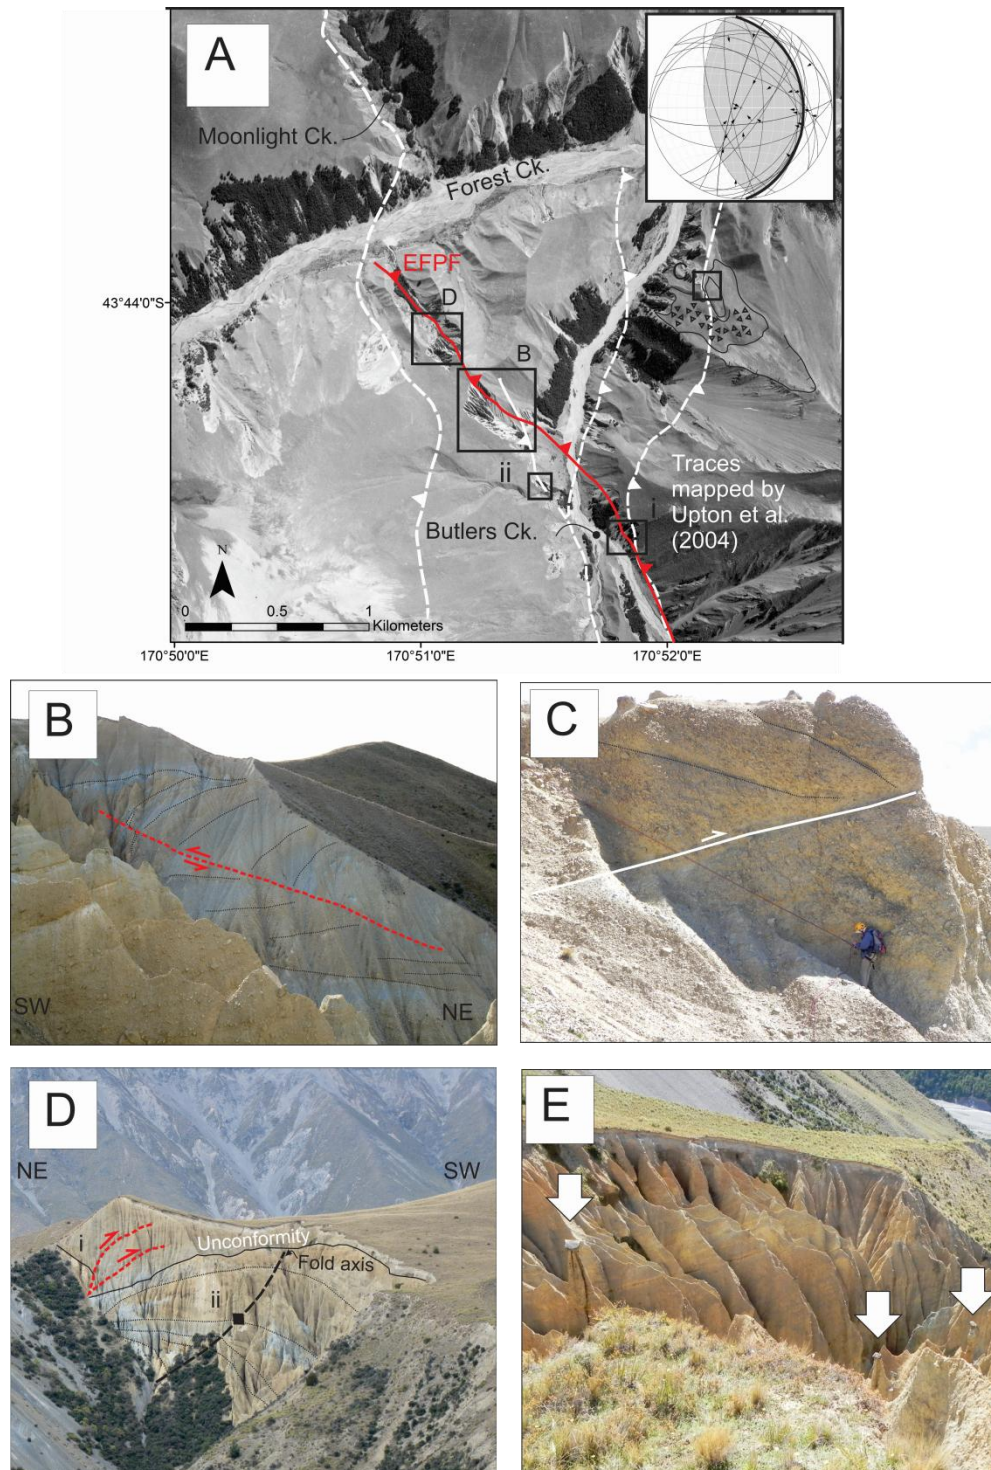 A
Moonlight Ck.
Forest Ck.
EFPF
43°44'0"S
C
D
B
ii
i
Butlers Ck.
Traces
mapped by
Upton et al.
(2004)
N
0 0.5 1
Kilometers
170°50'0"E 170°51'0"E 170°52'0"E
B
SW
NE
C
D
NE
SW
i
Unconformity
Fold axis
ii
E